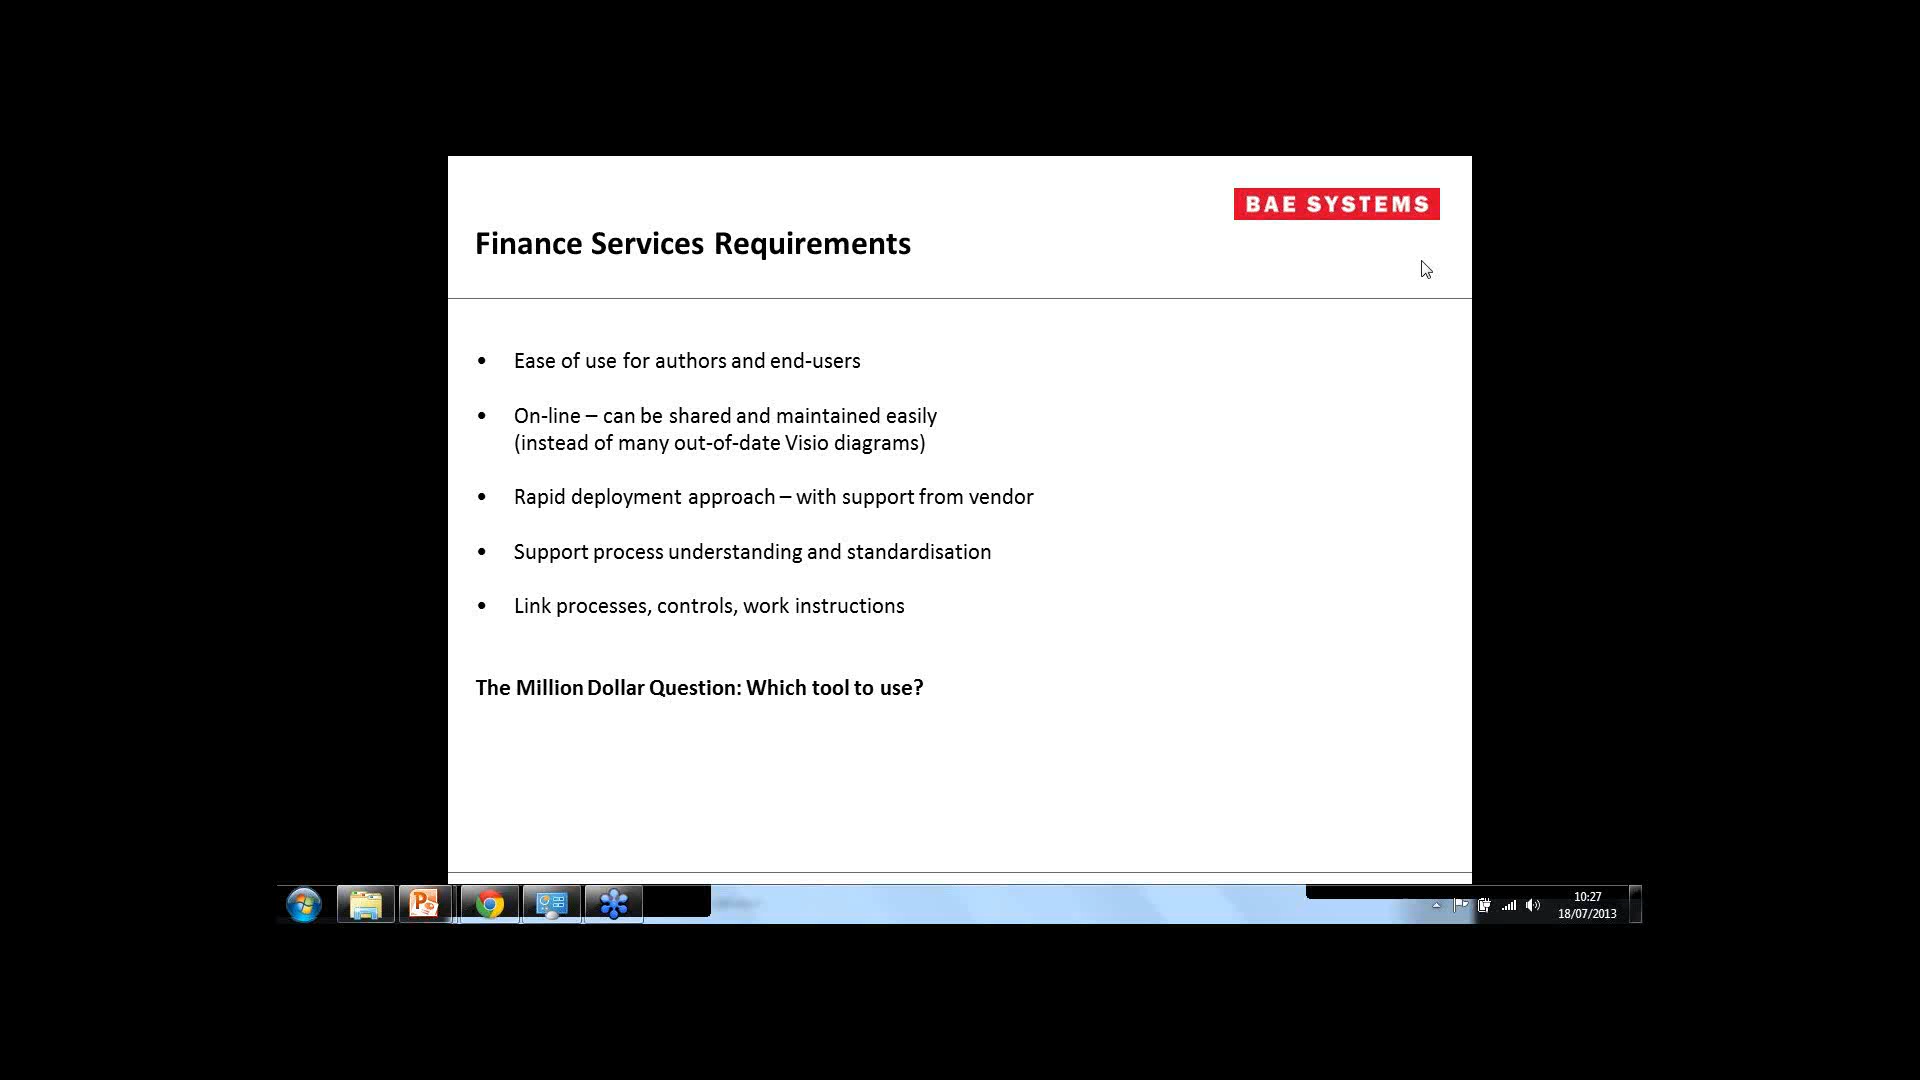 BAE SYSTEMS
Finance Services Requirements
• Ease of use for authors and end-users
• On-line – can be shared and maintained easily
(instead of many out-of-date Visio diagrams)
• Rapid deployment approach – with support from vendor
• Support process understanding and standardisation
• Link processes, controls, work instructions
The Million Dollar Question: Which tool to use?
10:27
18/07/2013